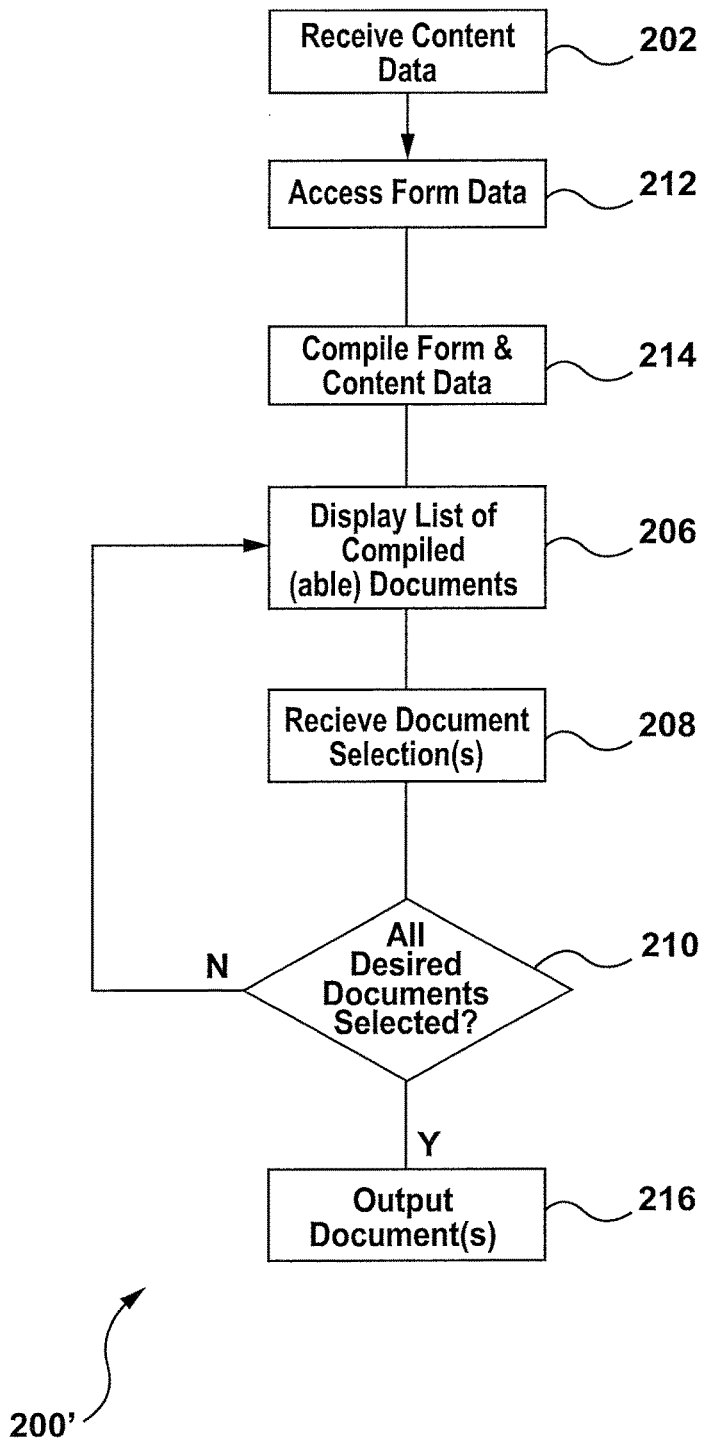 Receive Content
Data
202
Access Form Data
212
Compile Form &
Content Data
214
Display List of
Compiled
(able) Documents
206
Recieve Document
Selection(s)
208
All
Desired
Documents
Selected?
210
N
Y
Output
Document(s)
216
200’